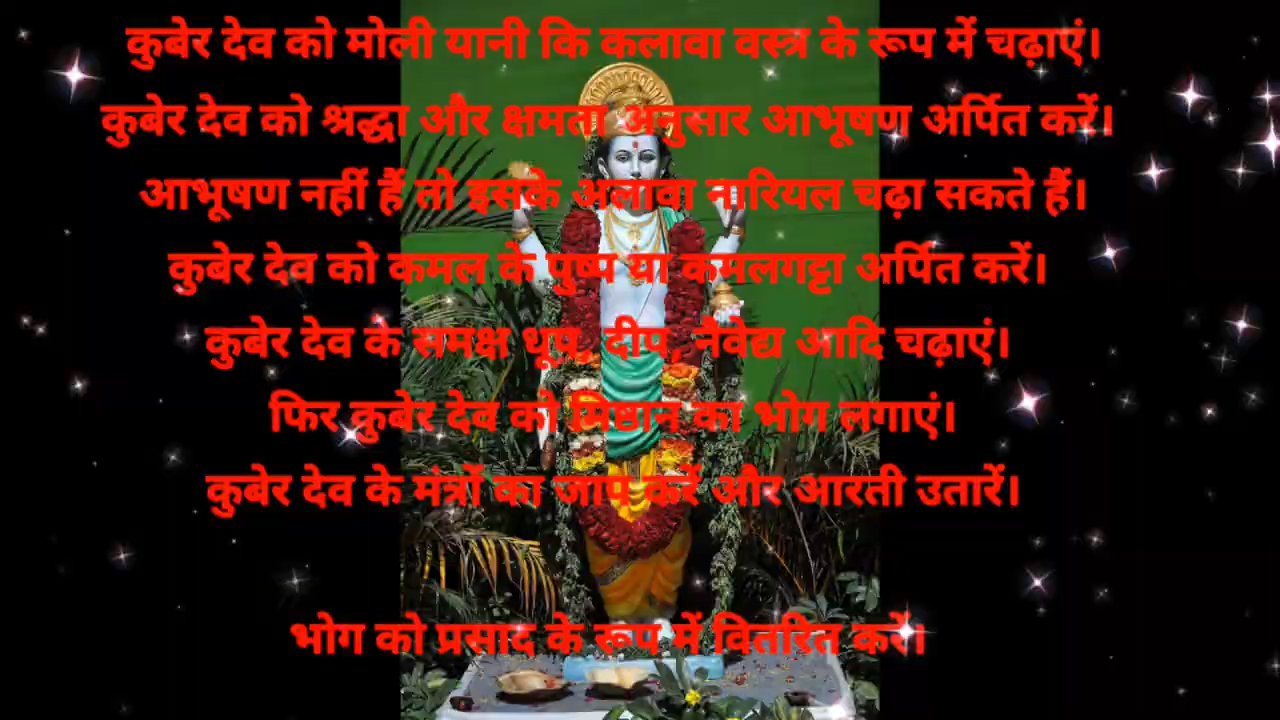 कुबेर देव को मोली यानी कि कलावा वस्त्र के रूप में चढ़ाएं।
कुबेर देव को श्रद्धा और क्षमता अनुसार आभूषण अर्पित करें।
आभूषण नहीं हैं तो इसके अलावा नारियल चढ़ा सकते हैं।
कुबेर देव को कमल के पुष्प या कमलगट्टा अर्पित करें।
कुबेर देव के समक्ष धूप, दीप, नैवेद्य आदि चढ़ाएं।
फिर कुबेर देव को मिष्ठान का भोग लगाएं।
कुबेर देव के मंत्रों का जाप करें और आरती उतारें।
भोग को प्रसाद के रूप में वितरित करें।